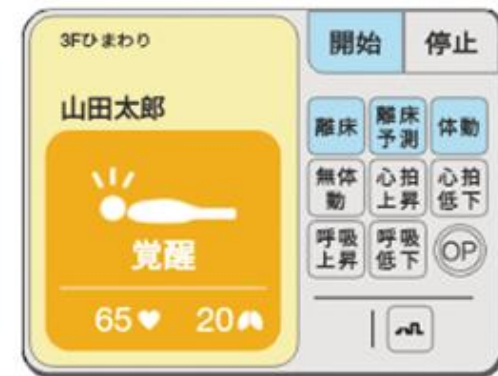 3Fひまわり
山田太郎
覚醒
65 20
開始 停止
離床 離床予測 体動
無体動 心拍上昇 心拍低下
呼吸上昇 呼吸低下 OP